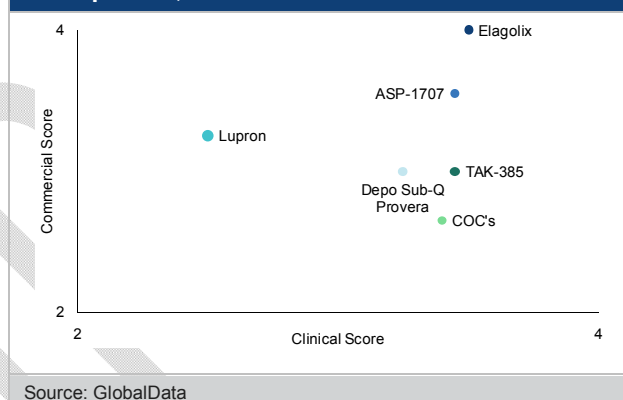 4
Elagolix
ASP-1707
Lupron
TAK-385
Depo Sub-Q
Provera
COC's
Commercial Score
2
2
4
Clinical Score
Source: GlobalData